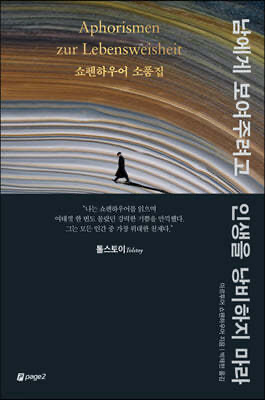 Aphorismen
zur Lebensweisheit
쇼펜하우어 소품집
남에게 보여주려고
인생을 낭비하지 마라
"나는 쇼펜하우어를 읽으며
여태껏 한 번도 몰랐던 강력한 기쁨을 만끽했다.
그는 모든 인간 중 가장 위대한 천재다."
톨스토이 Tolstoy
아르투어 쇼펜하우어 지음 | 박제헌 옮김
page2